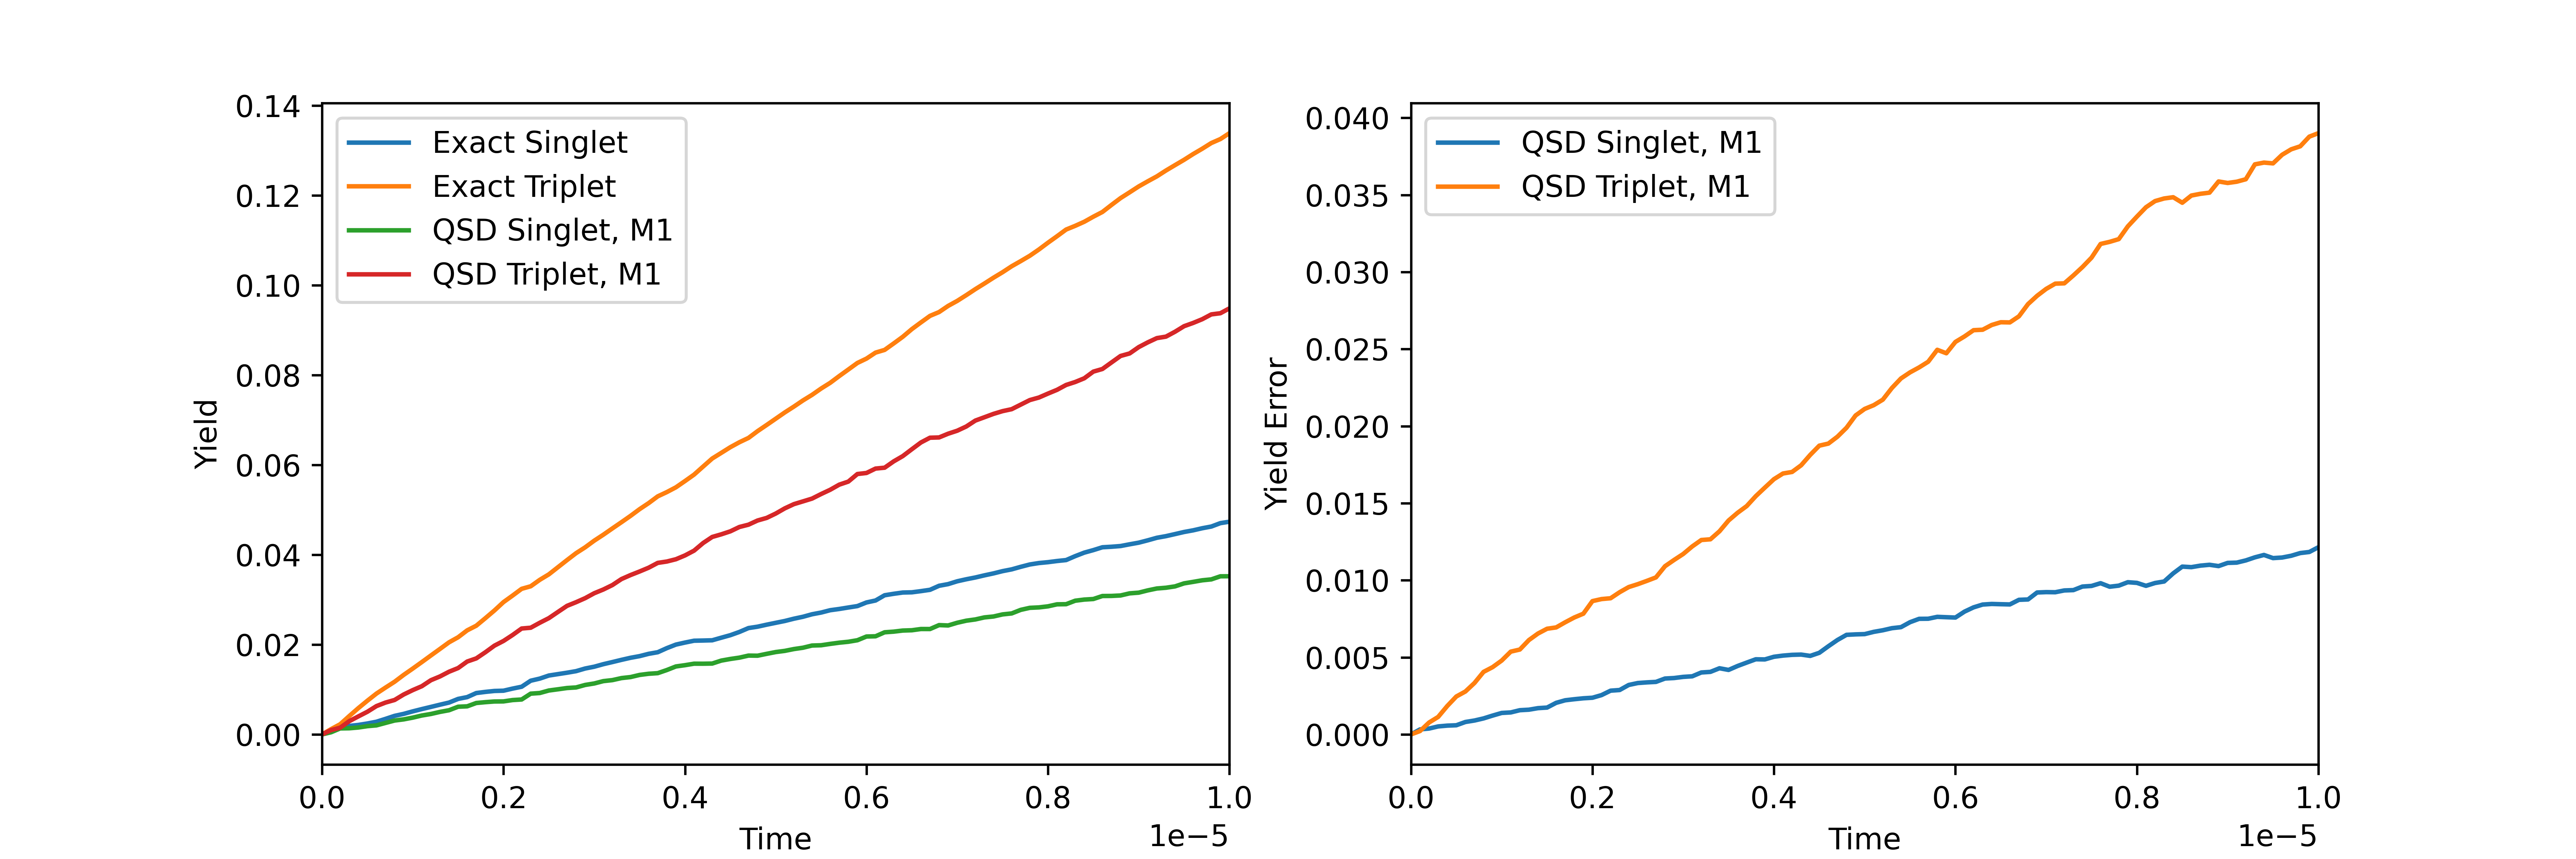 0.14
0.12
0.10
0.08
0.06
0.04
0.02
0.00
Yield
Exact Singlet
Exact Triplet
QSD Singlet, M1
QSD Triplet, M1
0.0 0.2 0.4 0.6 0.8 1.0
Time
1e−5
0.040
0.035
0.030
0.025
0.020
0.015
0.010
0.005
0.000
Yield Error
QSD Singlet, M1
QSD Triplet, M1
0.0 0.2 0.4 0.6 0.8 1.0
Time
1e−5